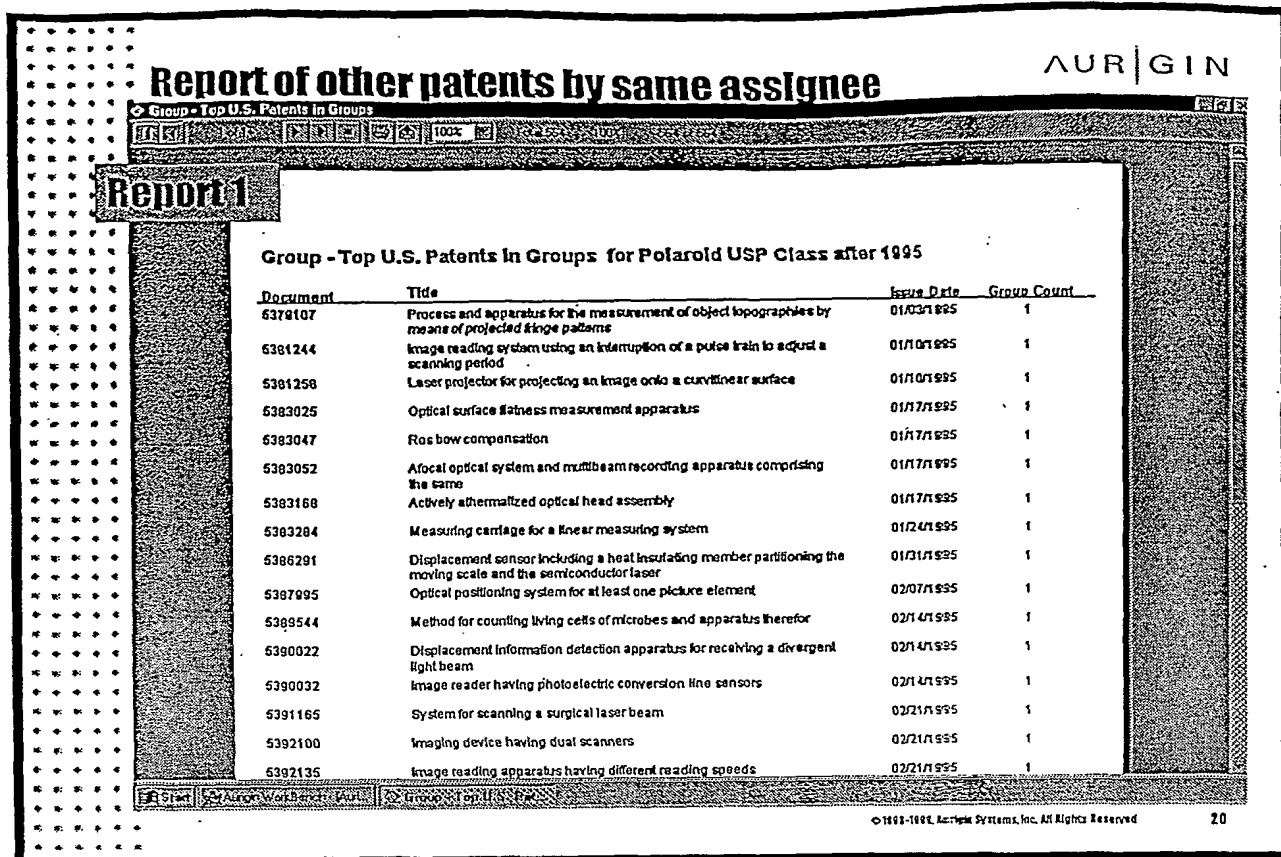 AURIGIN
Report of other patents by same assignee
Group - Top U.S. Patents in Groups
100%
Report 1
Group - Top U.S. Patents in Groups for Polaroid USP Class after 1995
Document Title Issue Date Group Count
5378107 Process and apparatus for the measurement of object topographies by 01/03/1995 1
means of projected fringe patterns
5381244 Image reading system using an interruption of a pulse train to adjust a 01/10/1995 1
scanning period
5381258 Laser projector for projecting an image onto a curvilinear surface 01/10/1995 1
5383025 Optical surface flatness measurement apparatus 01/17/1995 1
5383047 Ros bow compensation 01/17/1995 1
5383052 Afocal optical system and multibeam recording apparatus comprising 01/17/1995 1
the same
5383168 Actively athermatized optical head assembly 01/17/1995 1
5383284 Measuring carriage for a linear measuring system 01/24/1995 1
5386291 Displacement sensor including a heat insulating member partitioning the 01/31/1995 1
moving scale and the semiconductor laser
5387995 Optical positioning system for at least one picture element 02/07/1995 1
5389544 Method for counting living cells of microbes and apparatus therefor 02/14/1995 1
5390022 Displacement information detection apparatus for receiving a divergent 02/14/1995 1
light beam
5390032 Image reader having photoelectric conversion line sensors 02/14/1995 1
5391165 System for scanning a surgical laser beam 02/21/1995 1
5392100 Imaging device having dual scanners 02/21/1995 1
5392135 Image reading apparatus having different reading speeds 02/21/1995 1
Start
Group - Top U.S. Pat
Systems, Inc. All Rights Reserved
20